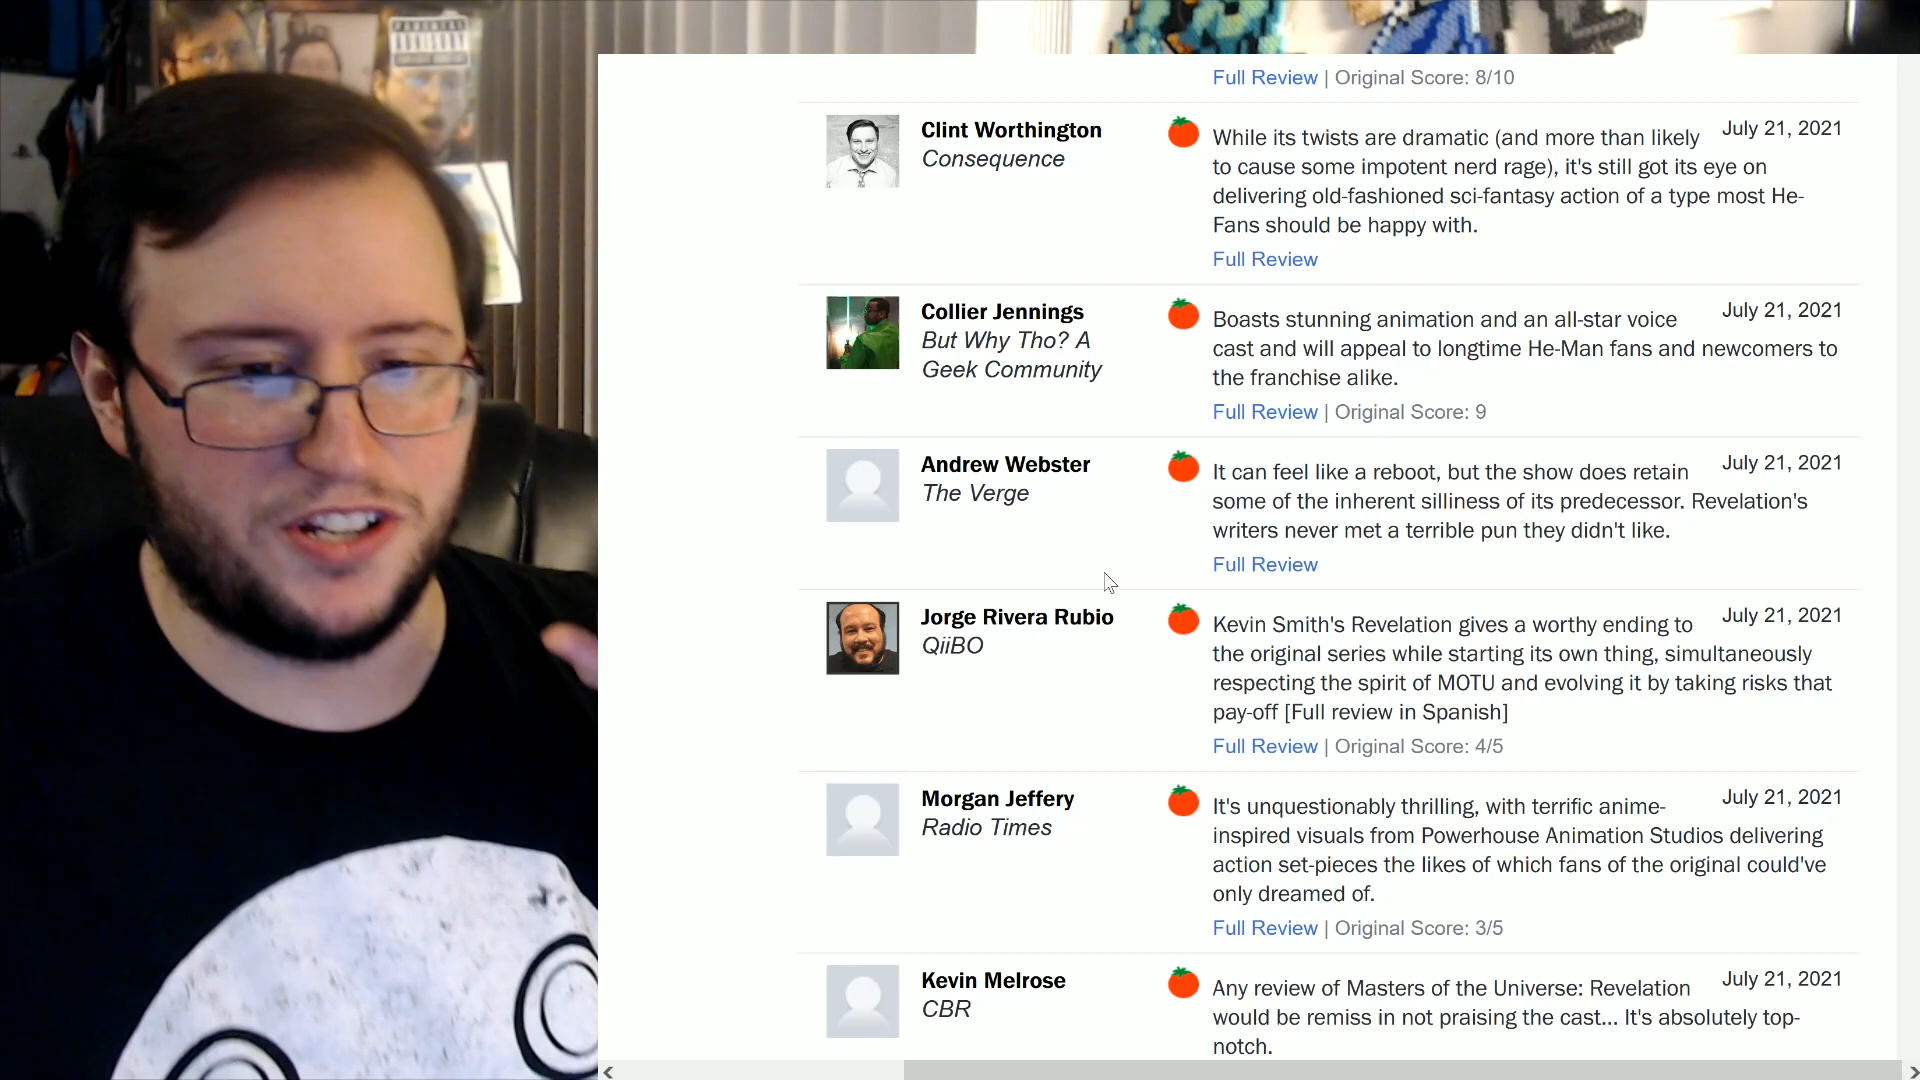 PARENTAL
ADVISORY
Full Review | Original Score: 8/10
Clint Worthington
Consequence
July 21, 2021
While its twists are dramatic (and more than likely
to cause some impotent nerd rage), it's still got its eye on
delivering old-fashioned sci-fantasy action of a type most He-
Fans should be happy with.
Full Review
Collier Jennings
But Why Tho? A
Geek Community
July 21, 2021
Boasts stunning animation and an all-star voice
cast and will appeal to longtime He-Man fans and newcomers to
the franchise alike.
Full Review | Original Score: 9
Andrew Webster
The Verge
July 21, 2021
It can feel like a reboot, but the show does retain
some of the inherent silliness of its predecessor. Revelation's
writers never met a terrible pun they didn't like.
Full Review
Jorge Rivera Rubio
QiiBO
July 21, 2021
Kevin Smith's Revelation gives a worthy ending to
the original series while starting its own thing, simultaneously
respecting the spirit of MOTU and evolving it by taking risks that
pay-off [Full review in Spanish]
Full Review | Original Score: 4/5
Morgan Jeffery
Radio Times
July 21, 2021
It's unquestionably thrilling, with terrific anime-
inspired visuals from Powerhouse Animation Studios delivering
action set-pieces the likes of which fans of the original could've
only dreamed of.
Full Review | Original Score: 3/5
Kevin Melrose
CBR
July 21, 2021
Any review of Masters of the Universe: Revelation
would be remiss in not praising the cast... It's absolutely top-
notch.